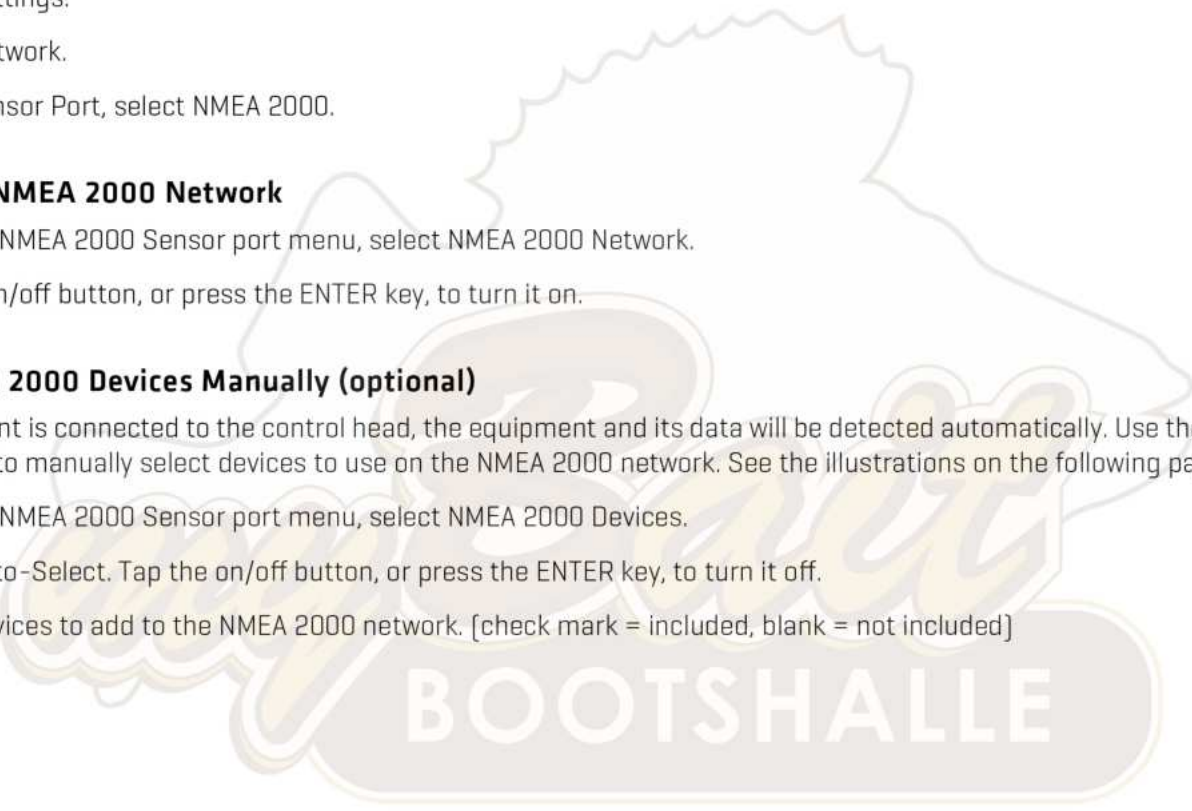 ttings.
twork.
nsor Port, select NMEA 2000.
NMEA 2000 Network
NMEA 2000 Sensor port menu, select NMEA 2000 Network.
n/off button, or press the ENTER key, to turn it on.
2000 Devices Manually (optional)
nt is connected to the control head, the equipment and its data will be detected automatically. Use the
to manually select devices to use on the NMEA 2000 network. See the illustrations on the following pa
NMEA 2000 Sensor port menu, select NMEA 2000 Devices.
to-Select. Tap the on/off button, or press the ENTER key, to turn it off.
vices to add to the NMEA 2000 network. (check mark = included, blank = not included)
myBait
BOOTSHALLE